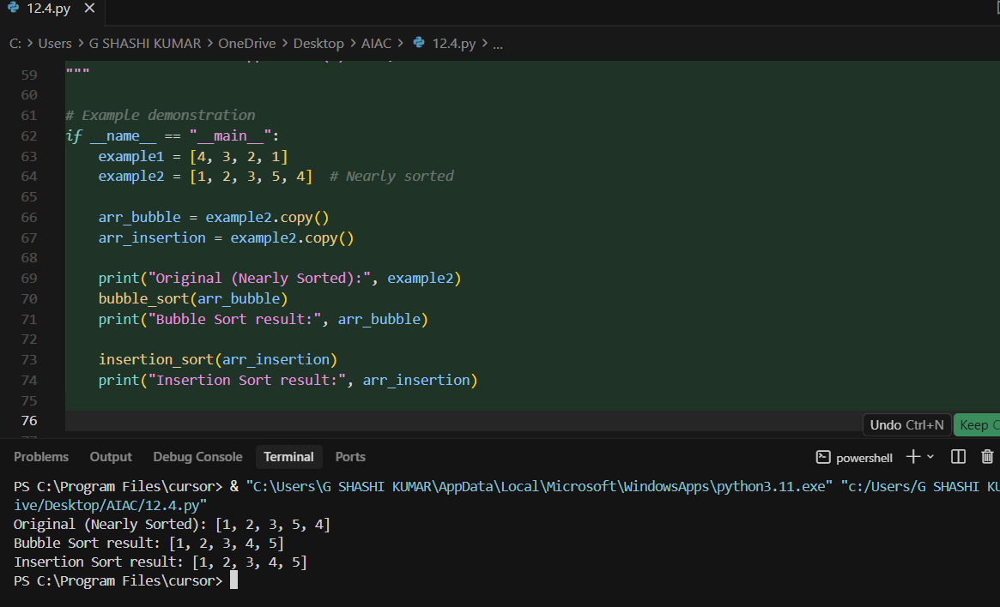 12.4.py
C: > Users > G SHASHI KUMAR > OneDrive > Desktop > AIAC > 12.4.py > ...
59 """
60
61 # Example demonstration
62 if __name__ == "__main__":
63     example1 = [4, 3, 2, 1]
64     example2 = [1, 2, 3, 5, 4]  # Nearly sorted
65
66     arr_bubble = example2.copy()
67     arr_insertion = example2.copy()
68
69     print("Original (Nearly Sorted):", example2)
70     bubble_sort(arr_bubble)
71     print("Bubble Sort result:", arr_bubble)
72
73     insertion_sort(arr_insertion)
74     print("Insertion Sort result:", arr_insertion)
75
76
Undo Ctrl+N Keep
Problems Output Debug Console Terminal Ports powershell
PS C:\Program Files\cursor> & "C:\Users\G SHASHI KUMAR\AppData\Local\Microsoft\WindowsApps\python3.11.exe" "c:/Users/G SHASHI KU
ive/Desktop/AIAC/12.4.py"
Original (Nearly Sorted): [1, 2, 3, 5, 4]
Bubble Sort result: [1, 2, 3, 4, 5]
Insertion Sort result: [1, 2, 3, 4, 5]
PS C:\Program Files\cursor>